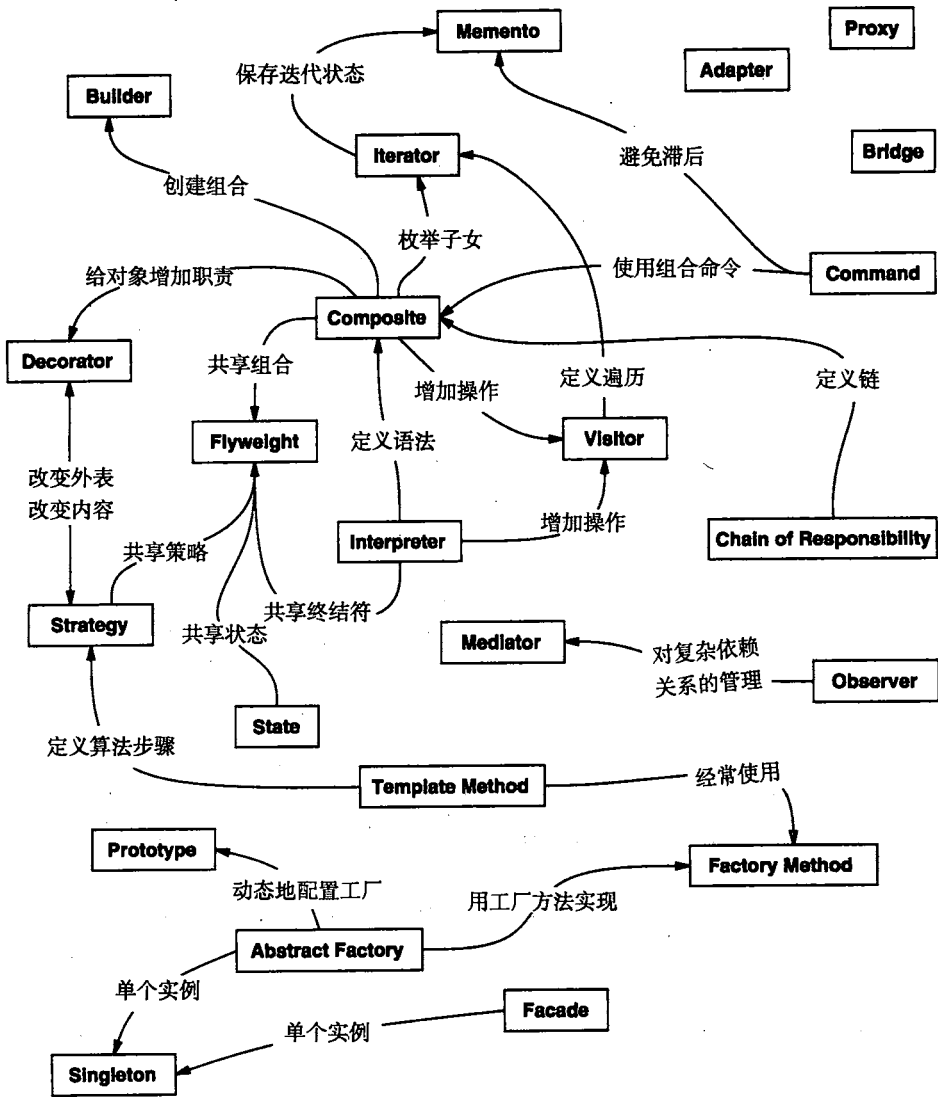 Memento
Proxy
Adapter
保存迭代状态
Builder
Iterator
避免滞后
Bridge
创建组合
枚举子女
给对象增加职责
使用组合命令
Command
Composite
Decorator
共享组合
增加操作
定义遍历
定义链
Flyweight
定义语法
Visitor
改变外表
改变内容
增加操作
共享策略
Interpreter
Chain of Responsibility
Strategy
共享状态
共享终结符
Mediator
对复杂依赖
关系的管理
Observer
State
定义算法步骤
Template Method
经常使用
Prototype
Factory Method
动态地配置工厂
用工厂方法实现
Abstract Factory
单个实例
Facade
单个实例
Singleton